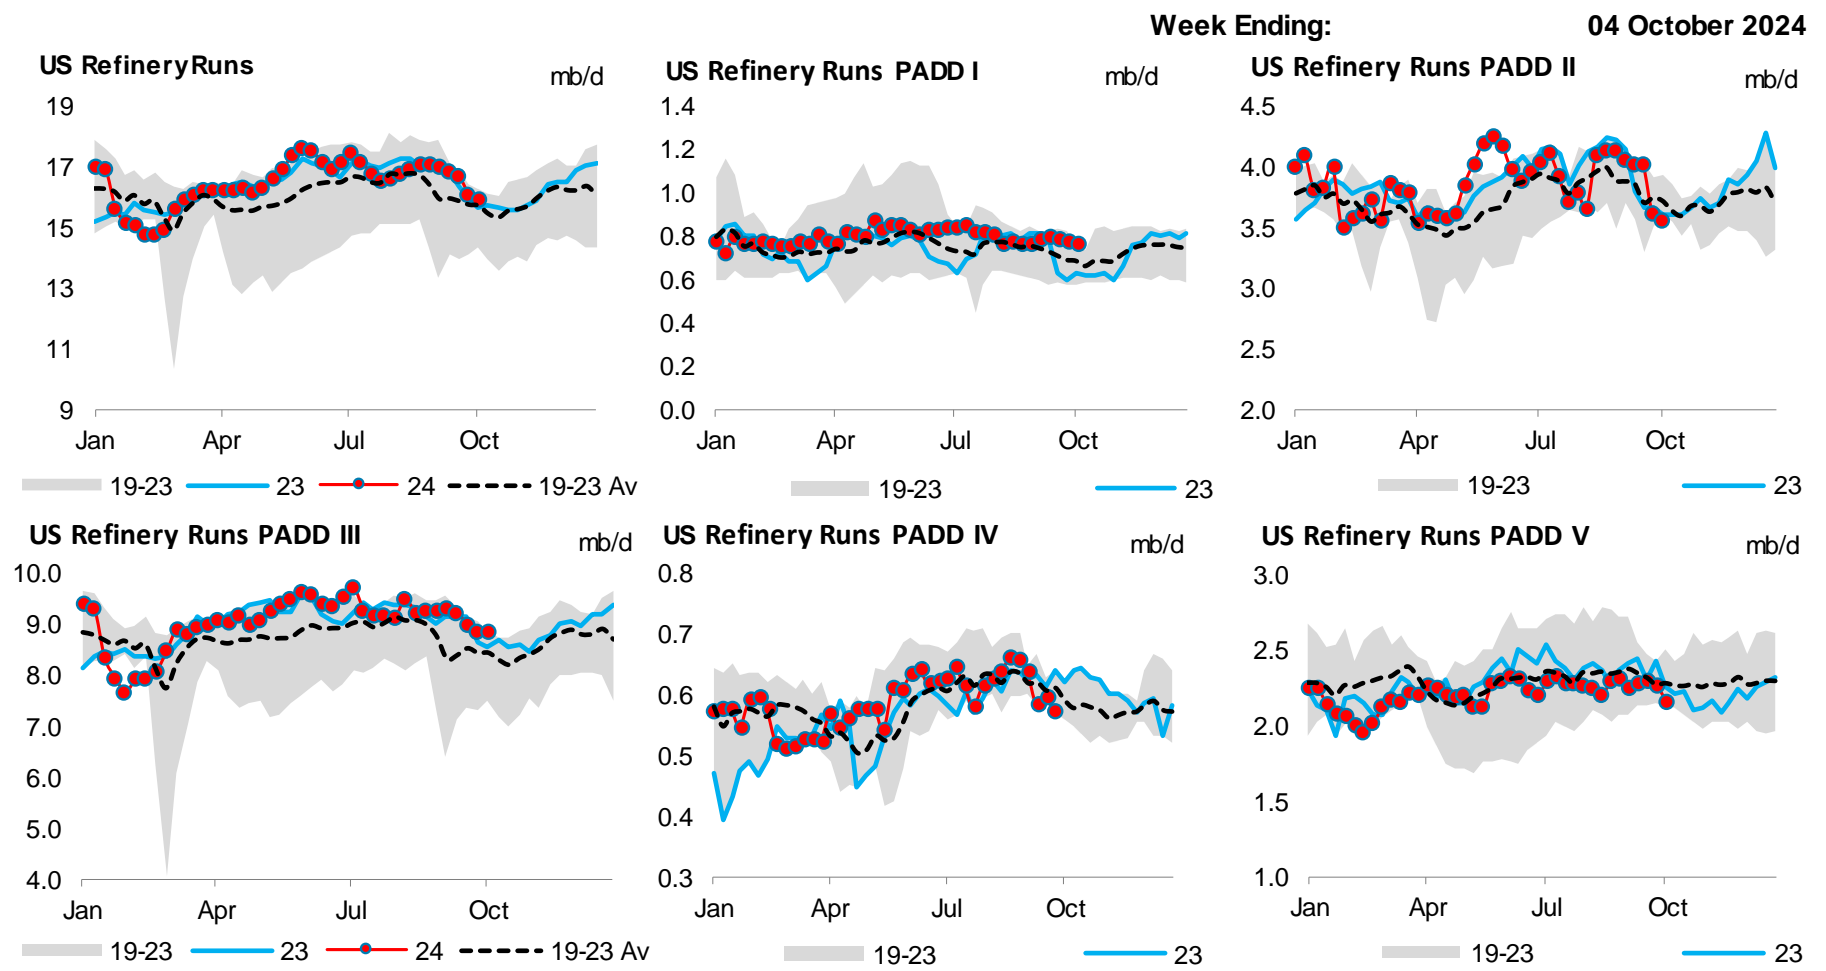 Week Ending: 04 October 2024
US Refinery Runs
mb/d
19
17
15
13
11
9
Jan Apr Jul Oct
19-23 23 24 19-23 Av
US Refinery Runs PADD I
mb/d
1.4
1.2
1.0
0.8
0.6
0.4
0.2
0.0
Jan Apr Jul Oct
19-23 23
US Refinery Runs PADD II
mb/d
4.5
4.0
3.5
3.0
2.5
2.0
Jan Apr Jul Oct
19-23 23
US Refinery Runs PADD III
mb/d
10.0
9.0
8.0
7.0
6.0
5.0
4.0
Jan Apr Jul Oct
19-23 23 24 19-23 Av
US Refinery Runs PADD IV
mb/d
0.8
0.7
0.6
0.5
0.4
0.3
Jan Apr Jul Oct
19-23 23
US Refinery Runs PADD V
mb/d
3.0
2.5
2.0
1.5
1.0
Jan Apr Jul Oct
19-23 23